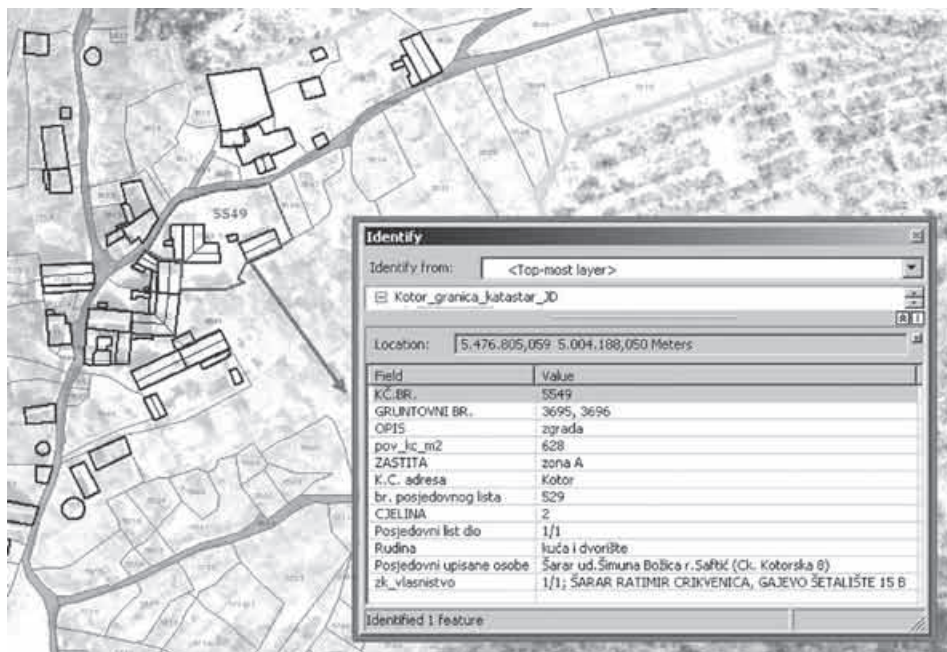 5549
Identify
Identify from: <Top-most layer>
Kotor_granica_katastar_JD
Location: 5.476.805,059 5.004.188,050 Meters
Field Value
KČ.BR. 5549
GRUNTOVNI BR. 3695, 3696
OPIS zgrada
pov_kc_m2 628
ZASTITA zona A
K.C. adresa Kotor
br. posjedovnog lista 529
CJELINA 2
Posjedovni list dio 1/1
Rudina kuća i dvorište
Posjedovni upisane osobe Šarar ud.Šimuna Božica r.Saftić (Ck. Kotorska 8)
zk_vlasnistvo 1/1; ŠARAR RATIMIR CRIKVENICA, GAJEVO ŠETALIŠTE 15 B
Identified 1 feature